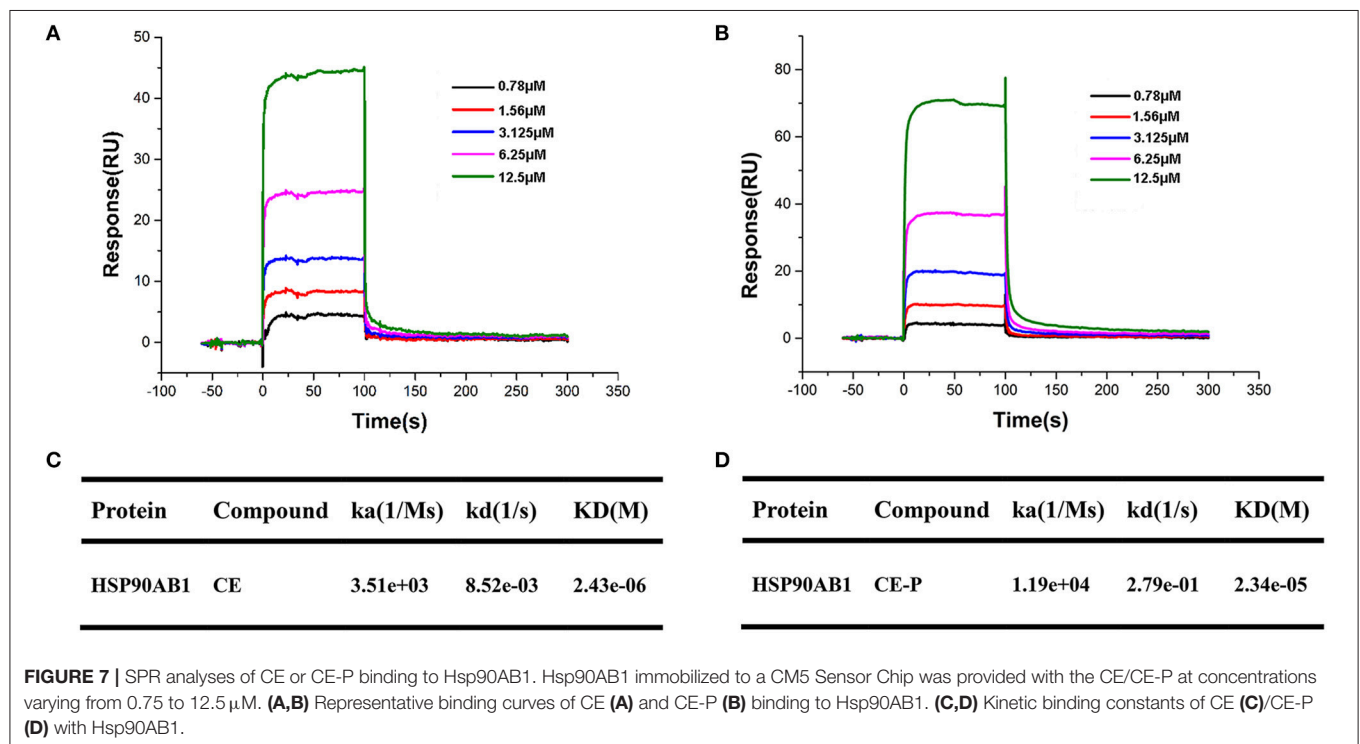 A
50
40
30
20
10
0
Response(RU)
-100 -50 0 50 100 150 200 250 300 350
Time(s)
0.78μM
1.56μM
3.125μM
6.25μM
12.5μM
B
80
60
40
20
0
Response(RU)
-100 -50 0 50 100 150 200 250 300 350
Time(s)
0.78μM
1.56μM
3.125μM
6.25μM
12.5μM
C
Protein Compound ka(1/Ms) kd(1/s) KD(M)
HSP90AB1 CE 3.51e+03 8.52e-03 2.43e-06
D
Protein Compound ka(1/Ms) kd(1/s) KD(M)
HSP90AB1 CE-P 1.19e+04 2.79e-01 2.34e-05
FIGURE 7 | SPR analyses of CE or CE-P binding to Hsp90AB1. Hsp90AB1 immobilized to a CM5 Sensor Chip was provided with the CE/CE-P at concentrations
varying from 0.75 to 12.5 μM. (A,B) Representative binding curves of CE (A) and CE-P (B) binding to Hsp90AB1. (C,D) Kinetic binding constants of CE (C)/CE-P
(D) with Hsp90AB1.